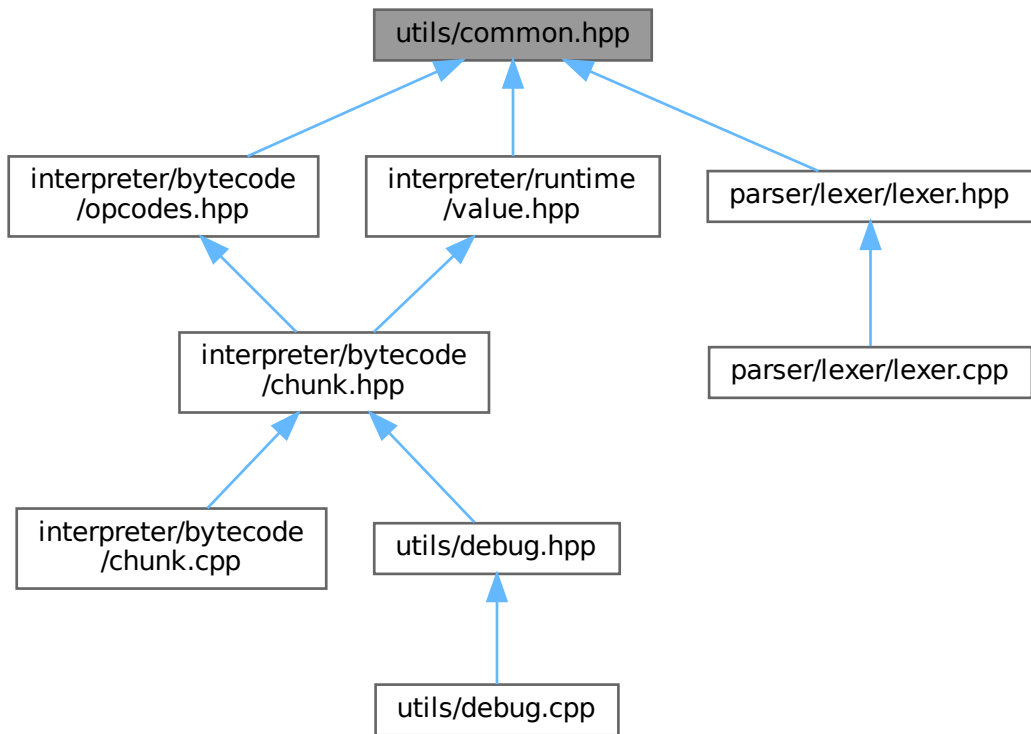 utils/common.hpp
interpreter/bytecode
/opcodes.hpp
interpreter/runtime
/value.hpp
parser/lexer/lexer.hpp
interpreter/bytecode
/chunk.hpp
parser/lexer/lexer.cpp
interpreter/bytecode
/chunk.cpp
utils/debug.hpp
utils/debug.cpp